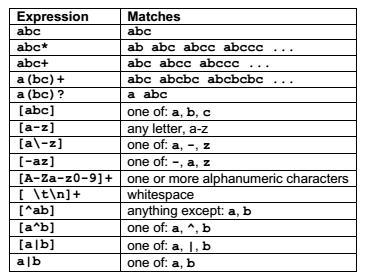 Expression Matches
abc abc
abc* ab abc abcc abccc ...
abc+ abc abcc abccc ...
a(bc)+ abc abcbc abcbcbc ...
a(bc)? a abc
[abc] one of: a, b, c
[a-z] any letter, a-z
[a\-z] one of: a, -, z
[-az] one of: -, a, z
[A-Za-z0-9]+ one or more alphanumeric characters
[ \t\n]+ whitespace
[^ab] anything except: a, b
[a^b] one of: a, ^, b
[a|b] one of: a, |, b
a|b one of: a, b